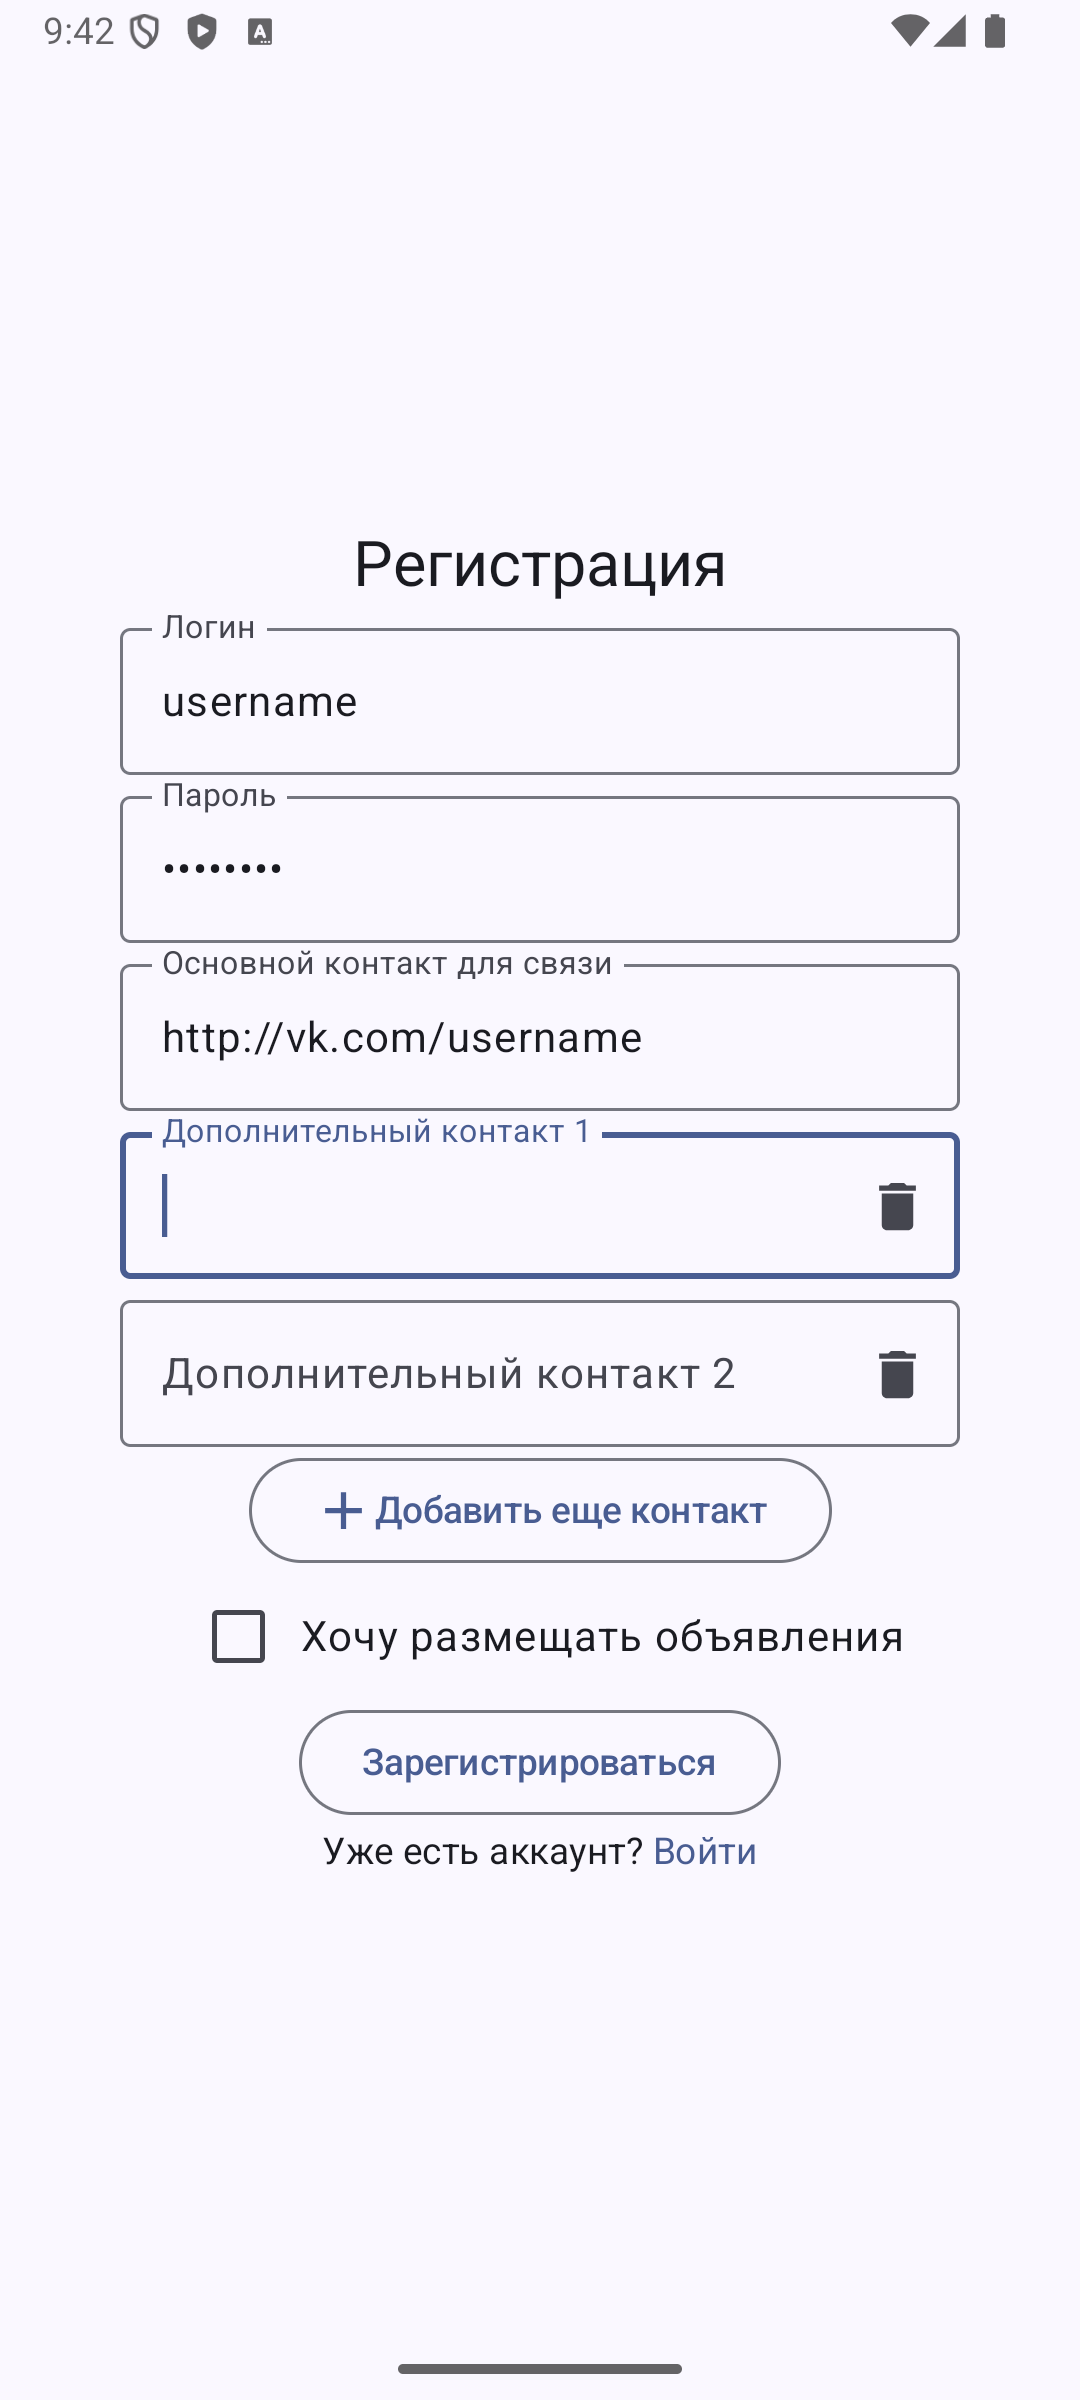 9:42
Регистрация
Логин
username
Пароль
••••••••
Основной контакт для связи
http://vk.com/username
Дополнительный контакт 1
Дополнительный контакт 2
Добавить еще контакт
Хочу размещать объявления
Зарегистрироваться
Уже есть аккаунт? Войти